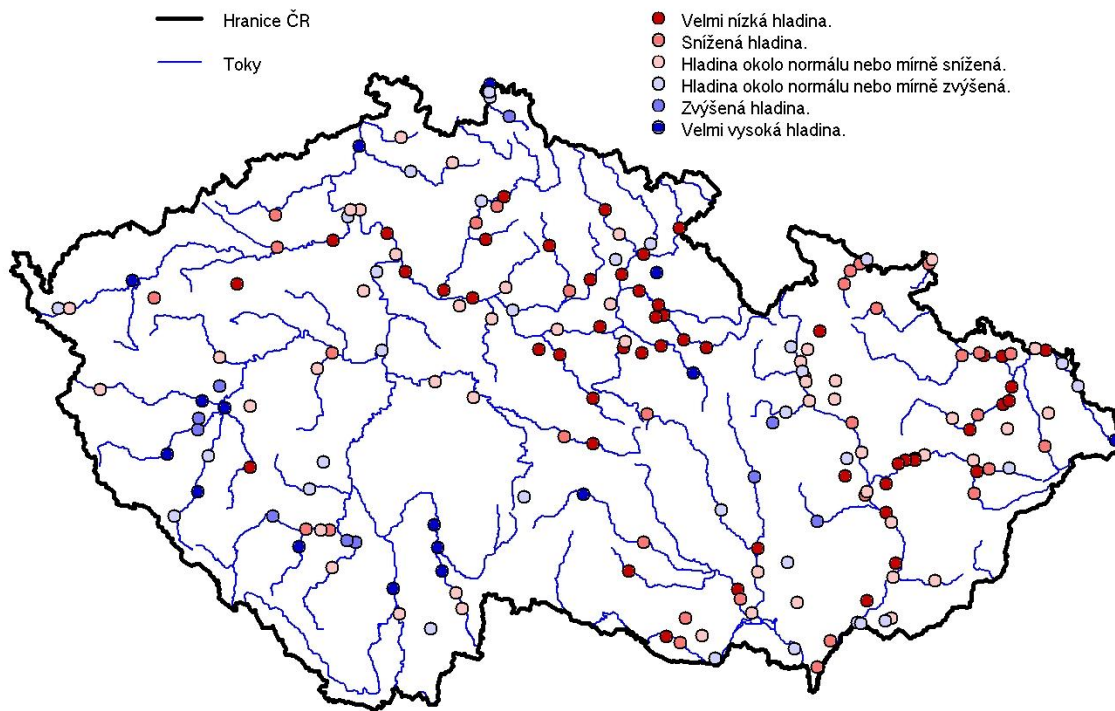 Hranice ČR
Toky
Velmi nízká hladina.
Snížená hladina.
Hladina okolo normálu nebo mírně snížená.
Hladina okolo normálu nebo mírně zvýšená.
Zvýšená hladina.
Velmi vysoká hladina.